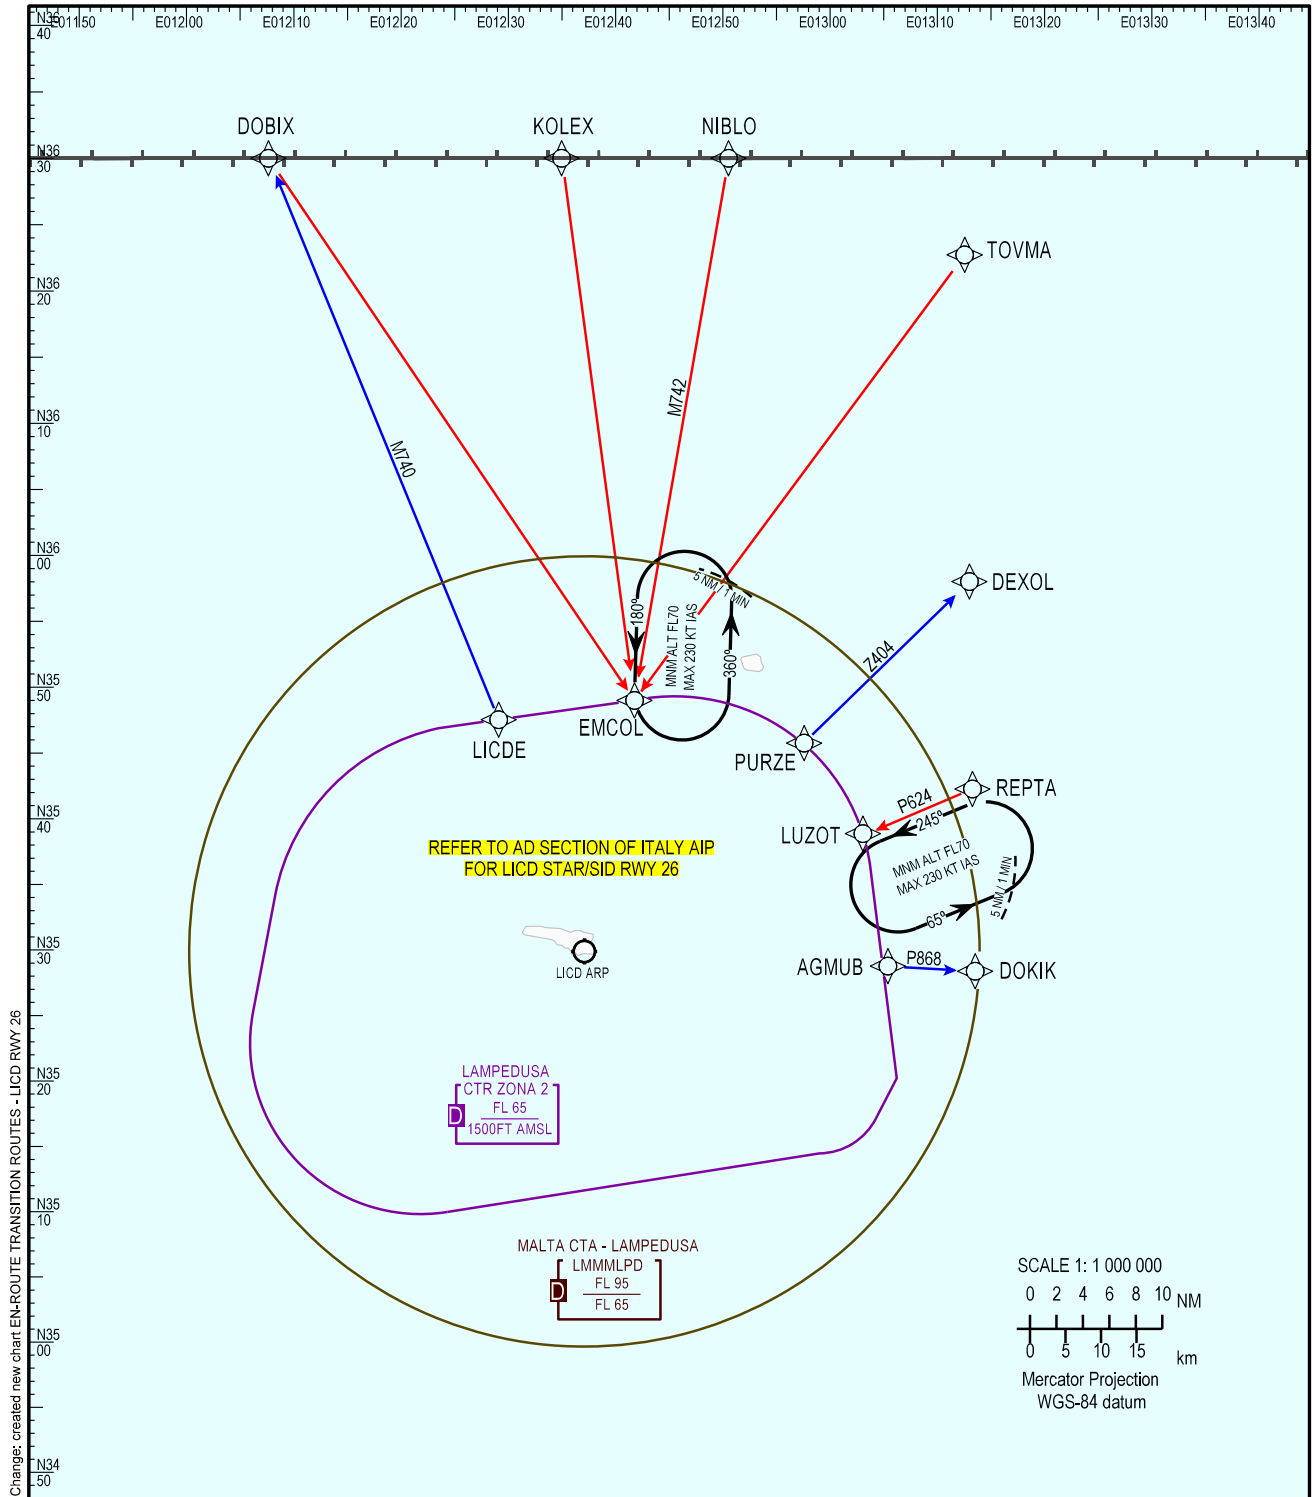 N36
40
E011 50
E012 00
E012 10
E012 20
E012 30
E012 40
E012 50
E013 00
E013 10
E013 20
E013 30
E013 40
DOBIX
KOLEX
NIBLO
N36
30
TOVMA
N36
20
M742
N36
10
M740
N36
00
5 NM / 1 MIN
180º
MNM ALT FL70
MAX 230 KT IAS
360º
DEXOL
Z404
N35
50
EMCOL
LICDE
PURZE
REPTA
P624
245º
N35
40
LUZOT
REFER TO AD SECTION OF ITALY AIP
FOR LICD STAR/SID RWY 26
MNM ALT FL70
MAX 230 KT IAS
5 NM / 1 MIN
65º
N35
30
LICD ARP
AGMUB
P868
DOKIK
N35
20
LAMPEDUSA
CTR ZONA 2
D
FL 65
1500FT AMSL
N35
10
MALTA CTA - LAMPEDUSA
LMMMLPD
D
FL 95
FL 65
N35
00
SCALE 1: 1 000 000
0 2 4 6 8 10 NM
0 5 10 15 km
Mercator Projection
WGS-84 datum
N34
50
Change: created new chart EN-ROUTE TRANSITION ROUTES - LICD RWY 26